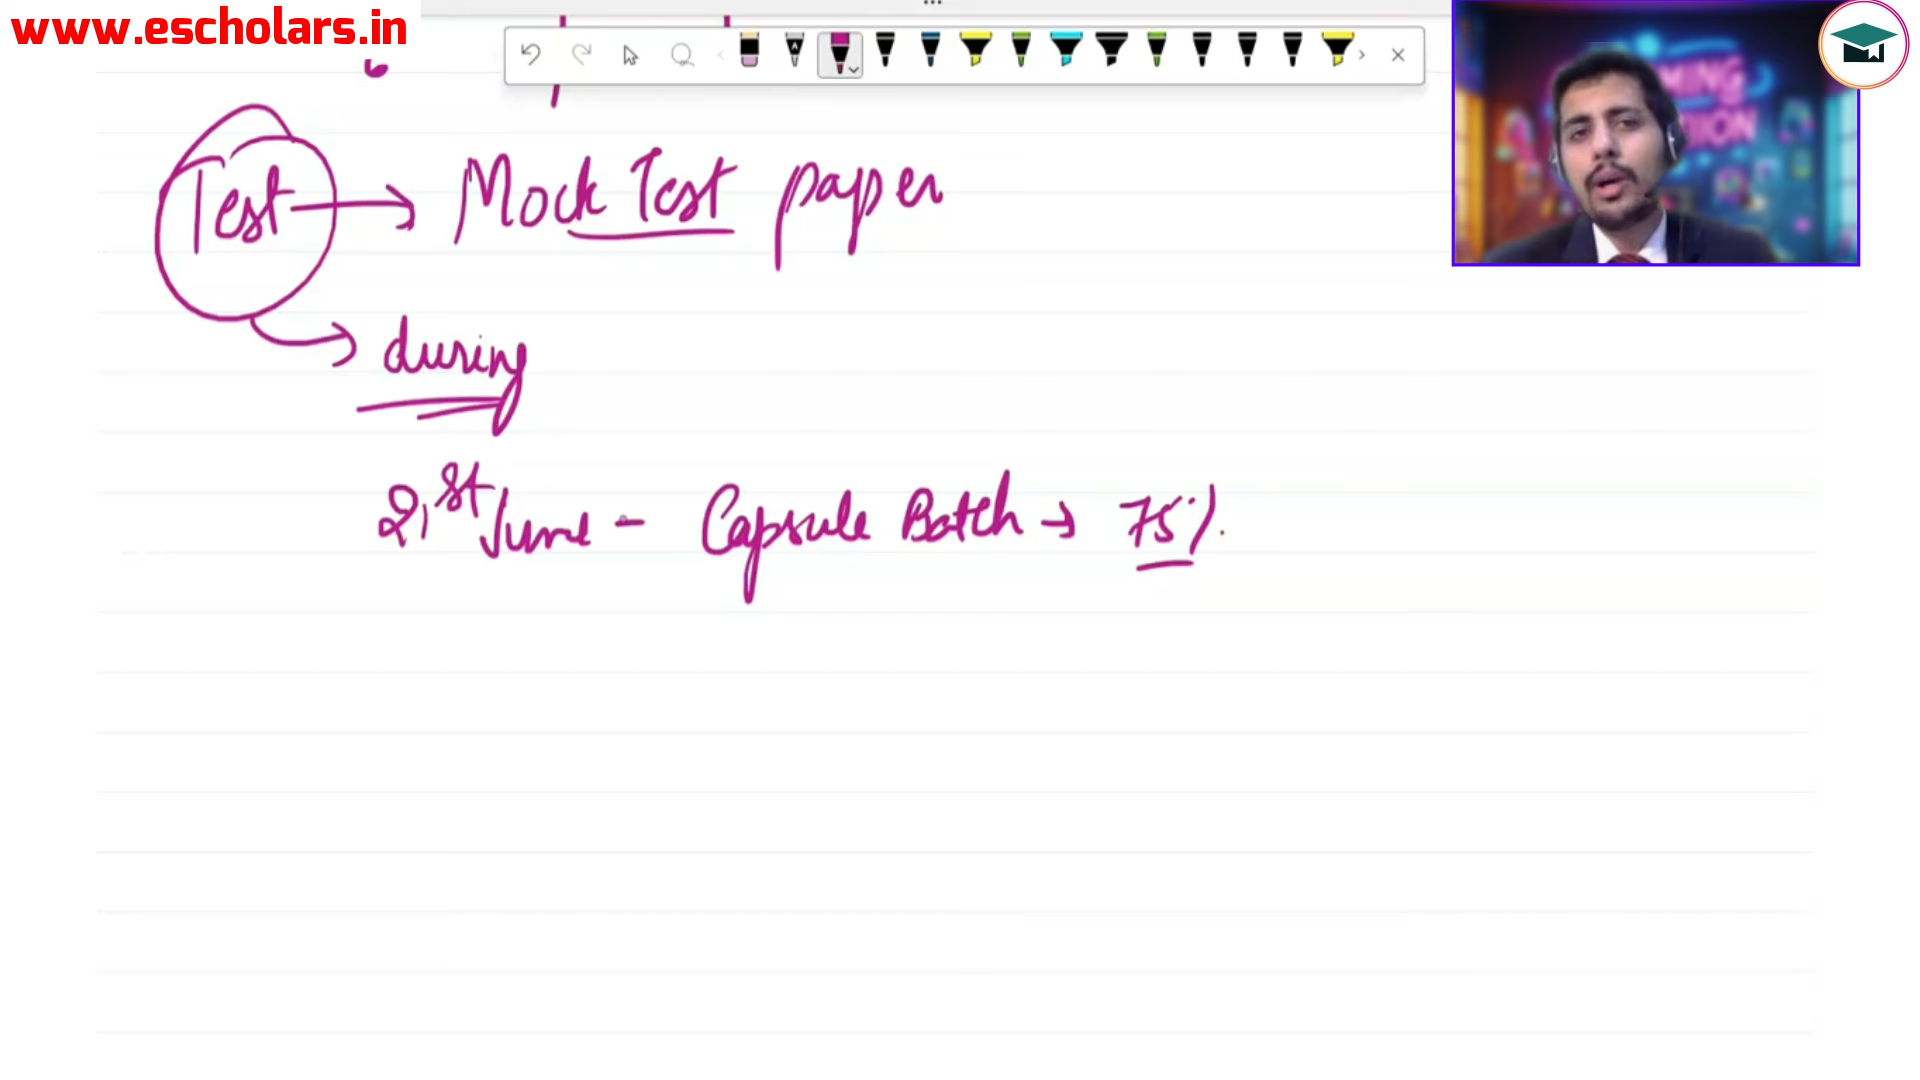 www.escholars.in
Test → Mock Test paper
→ during
21st June - Capsule Batch → 75%.